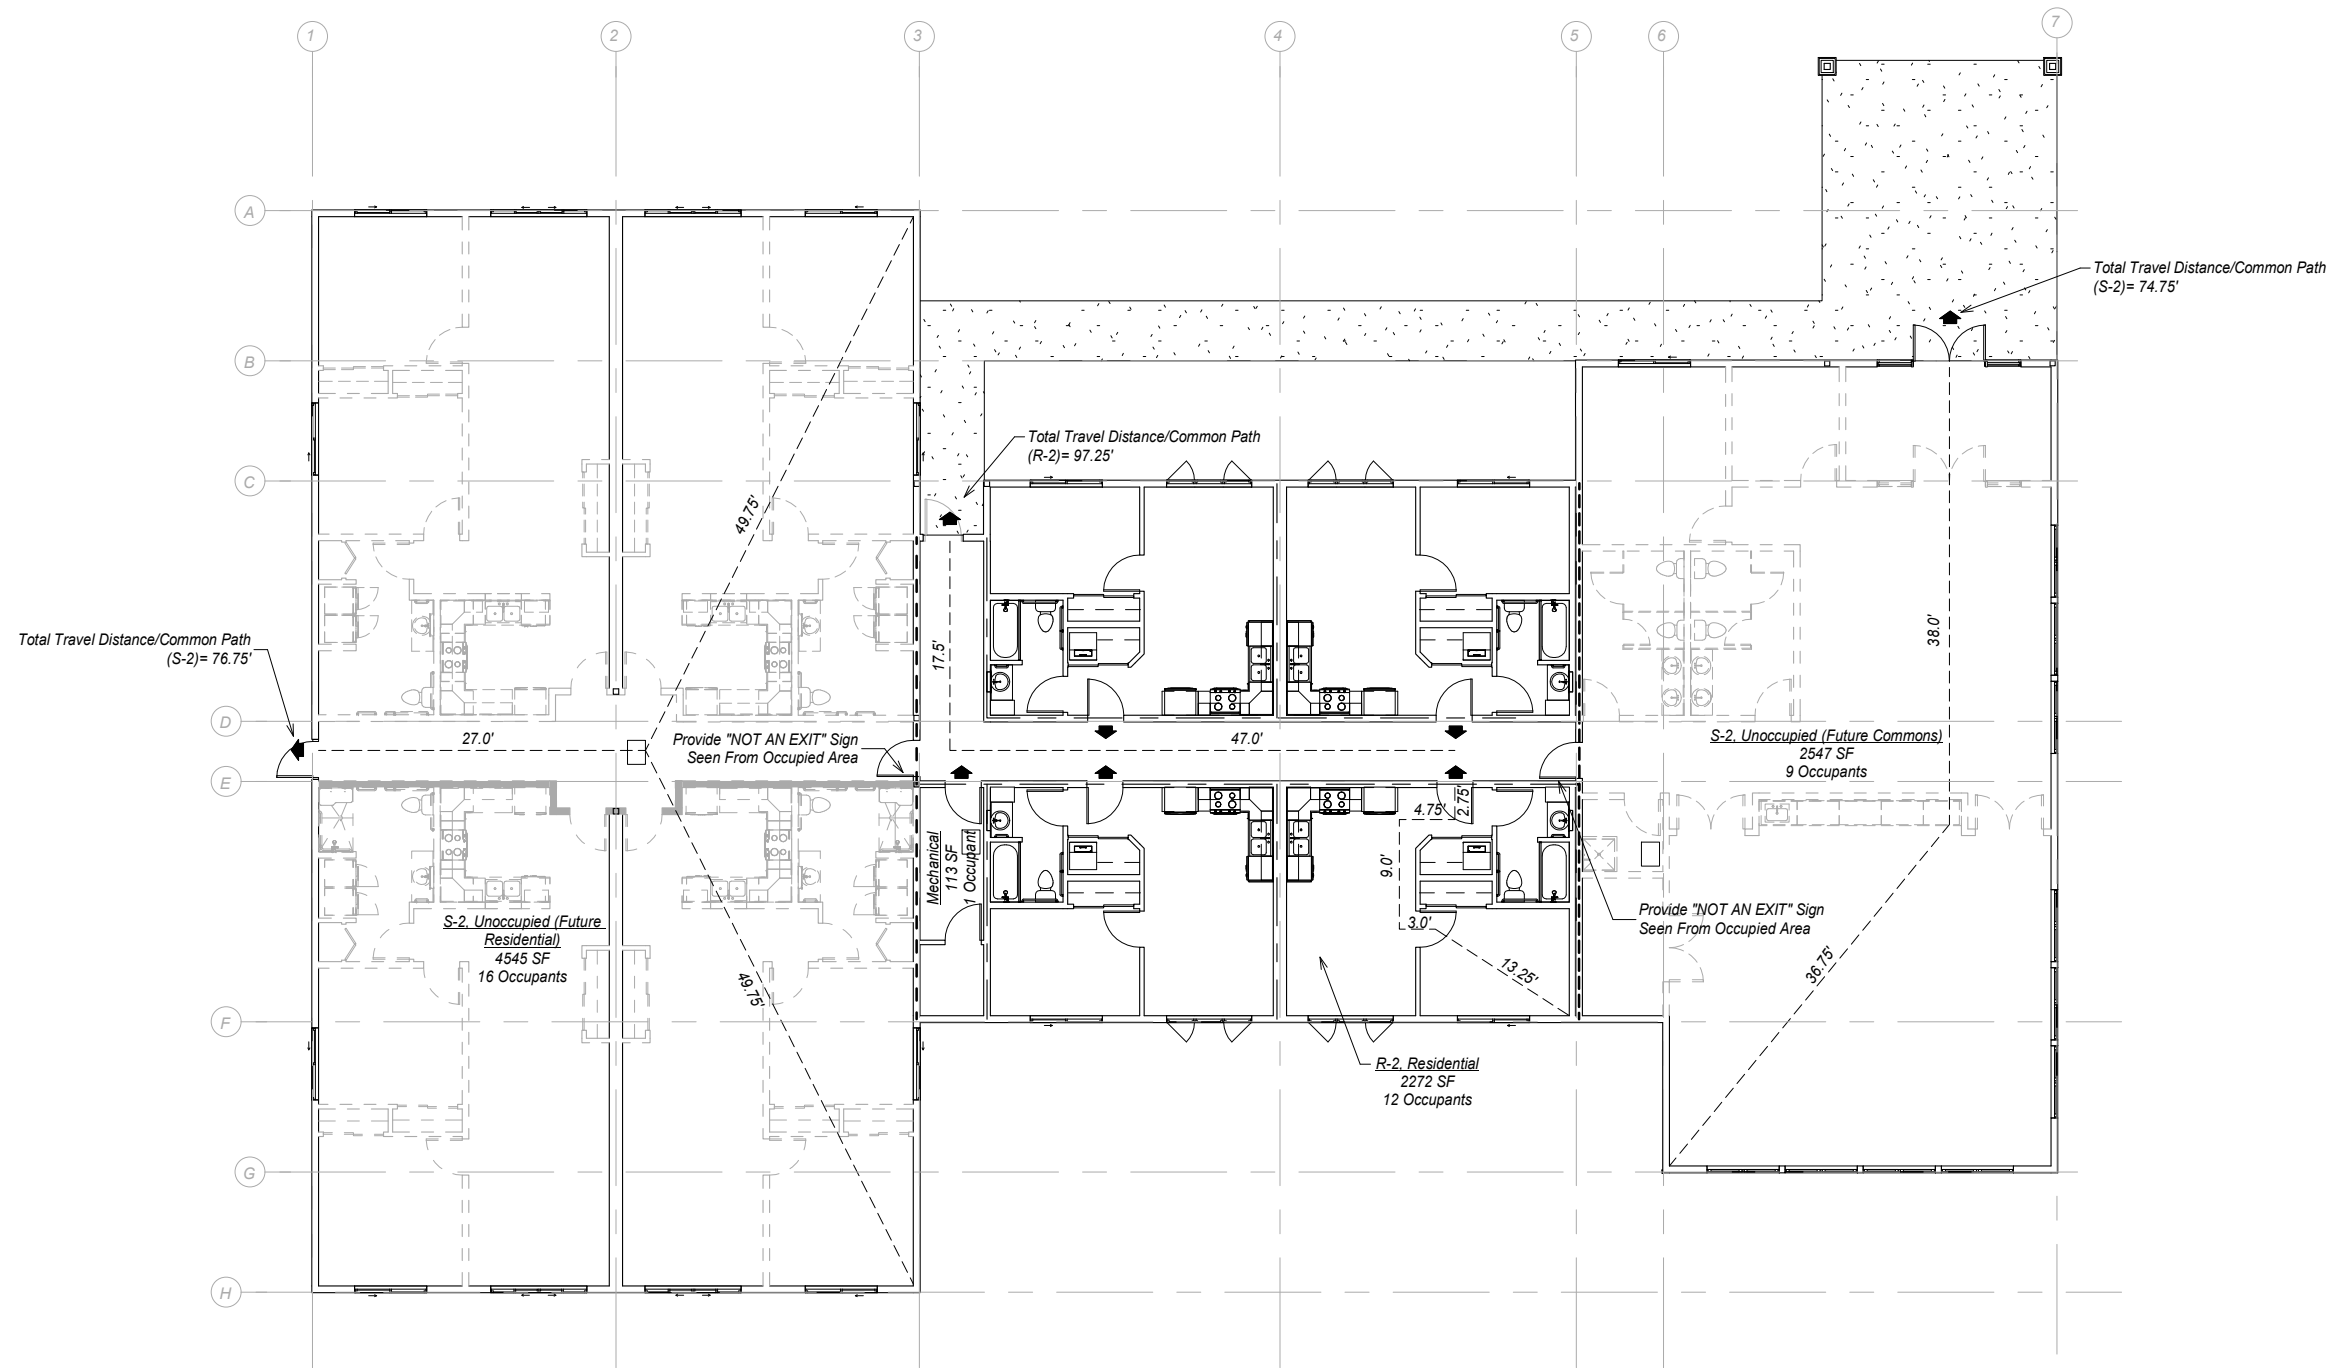 1
2
3
4
5
6
7
A
B
C
D
E
F
G
H
Total Travel Distance/Common Path
(S-2)= 74.75'
Total Travel Distance/Common Path
(R-2)= 97.25'
49.75'
Total Travel Distance/Common Path
(S-2)= 76.75'
17.5'
38.0'
27.0'
Provide "NOT AN EXIT" Sign
Seen From Occupied Area
47.0'
S-2, Unoccupied (Future Commons)
2547 SF
9 Occupants
4.75'
2.75'
9.0'
3.0'
13.25'
Mechanical
113 SF
1 Occupant
S-2, Unoccupied (Future
Residential)
4545 SF
16 Occupants
Provide "NOT AN EXIT" Sign
Seen From Occupied Area
49.75'
36.75'
R-2, Residential
2272 SF
12 Occupants